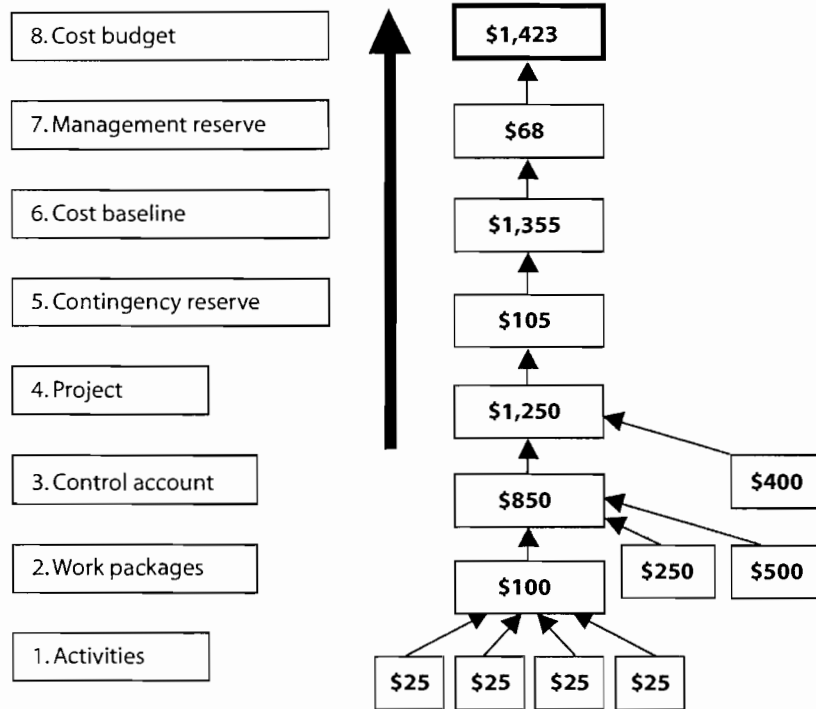 8. Cost budget
$1,423
7. Management reserve
$68
6. Cost baseline
$1,355
5. Contingency reserve
$105
4. Project
$1,250
3. Control account
$850
$400
2. Work packages
$100
$250
$500
1. Activities
$25
$25
$25
$25